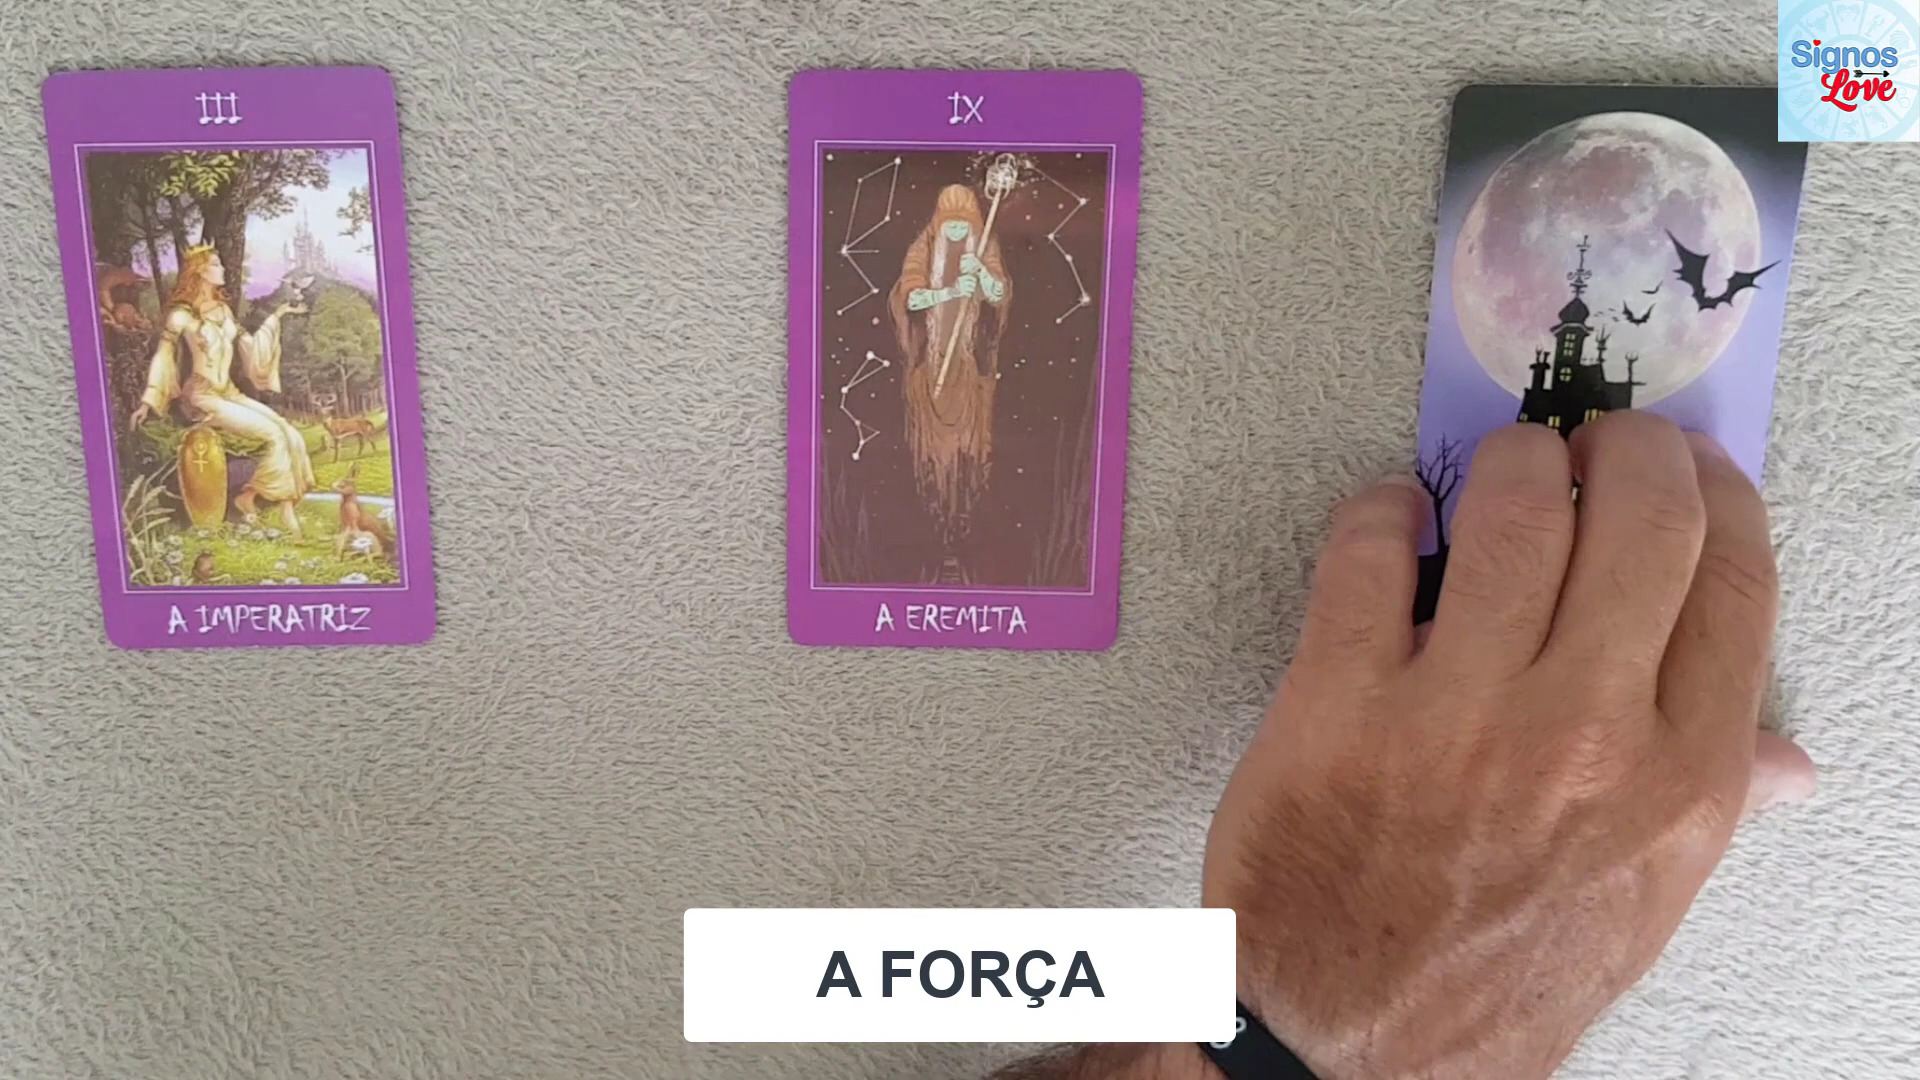 III
A IMPERATRIZ
IX
A EREMITA
Signos
Love
A FORÇA